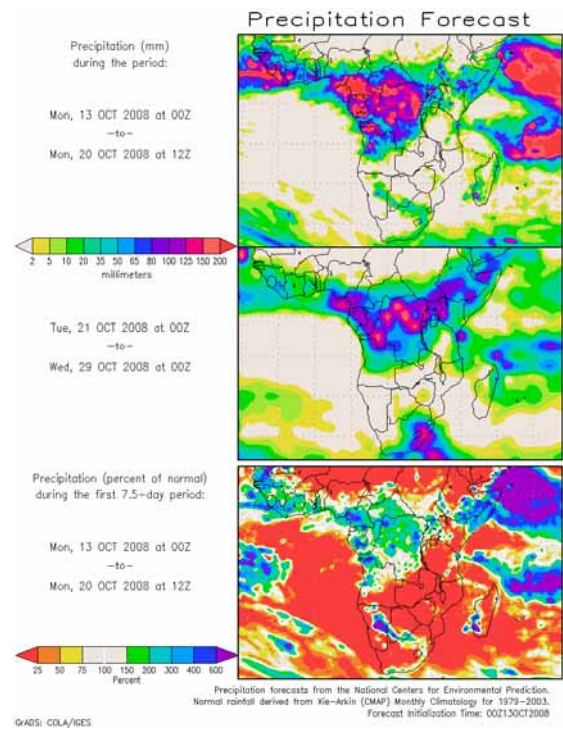 Precipitation Forecast
Precipitation (mm)
during the period:
Mon, 13 OCT 2008 at 00Z
—to—
Mon, 20 OCT 2008 at 12Z
2 5 10 20 35 50 65 80 100 125 150 200
millimeters
Tue, 21 OCT 2008 at 00Z
—to—
Wed, 29 OCT 2008 at 00Z
Precipitation (percent of normal)
during the first 7.5-day period:
Mon, 13 OCT 2008 at 00Z
—to—
Mon, 20 OCT 2008 at 12Z
25 50 75 100 150 200 300 400 600
Percent
Precipitation forecasts from the National Centers for Environmental Prediction.
Normal rainfall derived from Xie-Arkin (CMAP) Monthly Climatology for 1979-2003.
Forecast Initialization Time: 00Z13OCT2008
GrADS: COLA/IGES